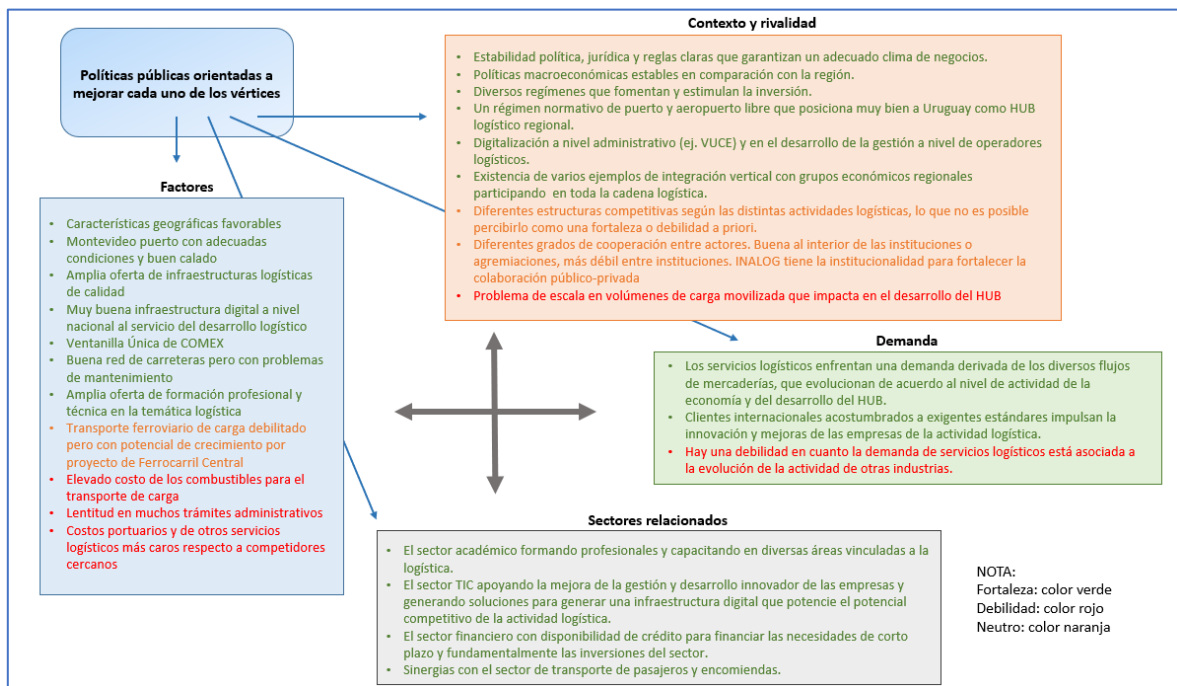 Políticas públicas orientadas a
mejorar cada uno de los vértices
Contexto y rivalidad
• Estabilidad política, jurídica y reglas claras que garantizan un adecuado clima de negocios.
• Políticas macroeconómicas estables en comparación con la región.
• Diversos regímenes que fomentan y estimulan la inversión.
• Un régimen normativo de puerto y aeropuerto libre que posiciona muy bien a Uruguay como HUB
logístico regional.
• Digitalización a nivel administrativo (ej. VUCE) y en el desarrollo de la gestión a nivel de operadores
logísticos.
• Existencia de varios ejemplos de integración vertical con grupos económicos regionales
participando en toda la cadena logística.
• Diferentes estructuras competitivas según las distintas actividades logísticas, lo que no es posible
percibirlo como una fortaleza o debilidad a priori.
• Diferentes grados de cooperación entre actores. Buena al interior de las instituciones o
agremiaciones, más débil entre instituciones. INALOG tiene la institucionalidad para fortalecer la
colaboración público-privada
• Problema de escala en volúmenes de carga movilizada que impacta en el desarrollo del HUB
Factores
• Características geográficas favorables
• Montevideo puerto con adecuadas
condiciones y buen calado
• Amplia oferta de infraestructuras logísticas
de calidad
• Muy buena infraestructura digital a nivel
nacional al servicio del desarrollo logístico
• Ventanilla Única de COMEX
• Buena red de carreteras pero con problemas
de mantenimiento
• Amplia oferta de formación profesional y
técnica en la temática logística
• Transporte ferroviario de carga debilitado
pero con potencial de crecimiento por
proyecto de Ferrocarril Central
• Elevado costo de los combustibles para el
transporte de carga
• Lentitud en muchos trámites administrativos
• Costos portuarios y de otros servicios
logísticos más caros respecto a competidores
cercanos
Demanda
• Los servicios logísticos enfrentan una demanda derivada de los diversos flujos
de mercaderías, que evolucionan de acuerdo al nivel de actividad de la
economía y del desarrollo del HUB.
• Clientes internacionales acostumbrados a exigentes estándares impulsan la
innovación y mejoras de las empresas de la actividad logística.
• Hay una debilidad en cuanto la demanda de servicios logísticos está asociada a
la evolución de la actividad de otras industrias.
Sectores relacionados
• El sector académico formando profesionales y capacitando en diversas áreas vinculadas a la
logística.
• El sector TIC apoyando la mejora de la gestión y desarrollo innovador de las empresas y
generando soluciones para generar una infraestructura digital que potencie el potencial
competitivo de la actividad logística.
• El sector financiero con disponibilidad de crédito para financiar las necesidades de corto
plazo y fundamentalmente las inversiones del sector.
• Sinergias con el sector de transporte de pasajeros y encomiendas.
NOTA:
Fortaleza: color verde
Debilidad: color rojo
Neutro: color naranja